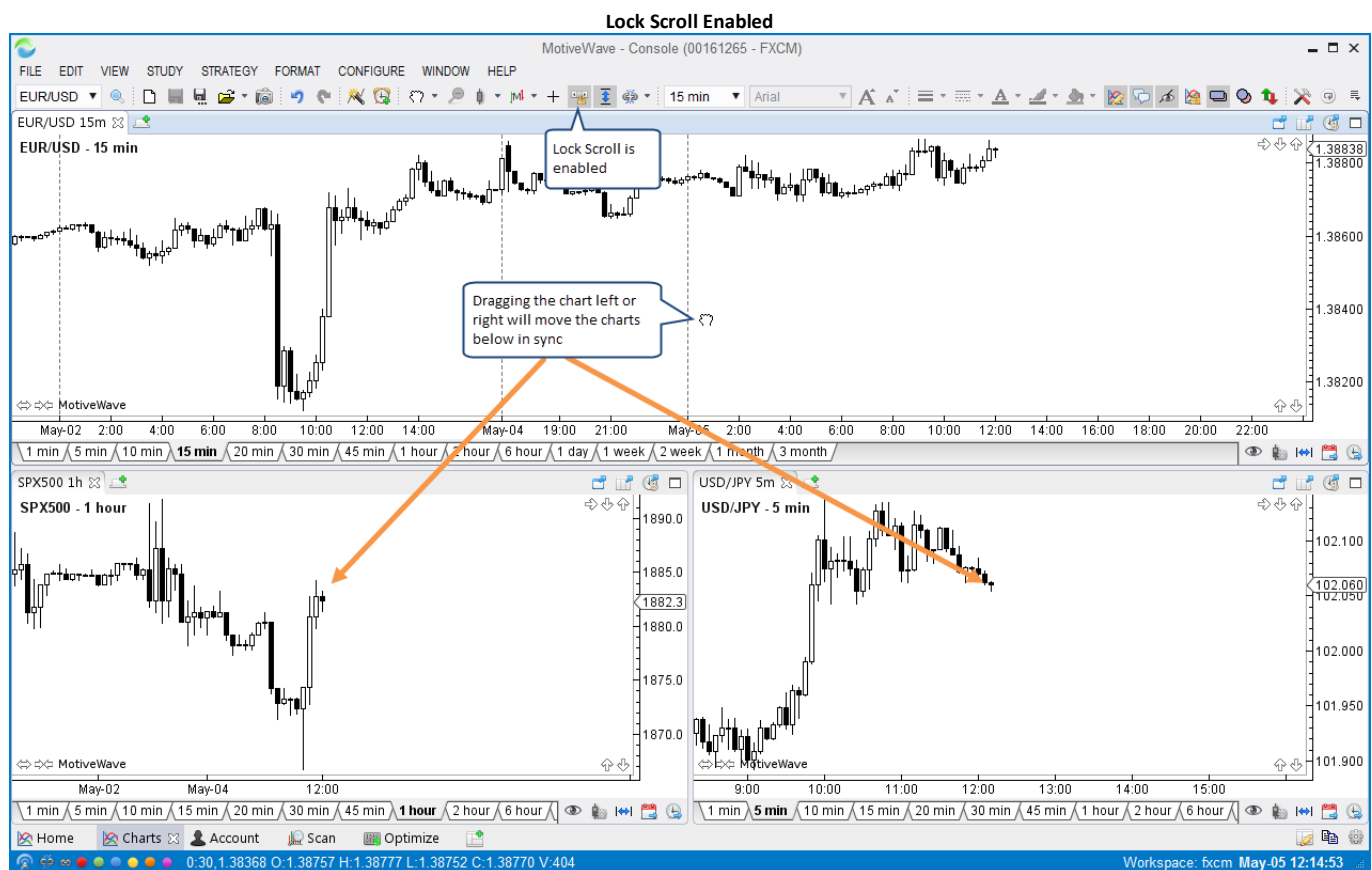 Lock Scroll Enabled
MotiveWave - Console (00161265 - FXCM)
FILE EDIT VIEW STUDY STRATEGY FORMAT CONFIGURE WINDOW HELP
EUR/USD 15 min Arial
EUR/USD 15m
EUR/USD - 15 min
Lock Scroll is
enabled
1.38838
1.38800
1.38600
1.38400
1.38200
Dragging the chart left or
right will move the charts
below in sync
MotiveWave
May-02 2:00 4:00 6:00 8:00 10:00 12:00 14:00 May-04 19:00 21:00 May-05 2:00 4:00 6:00 8:00 10:00 12:00 14:00 16:00 18:00 20:00 22:00
1 min 5 min 10 min 15 min 20 min 30 min 45 min 1 hour 2 hour 6 hour 1 day 1 week 2 week 1 month 3 month
SPX500 1h
SPX500 - 1 hour
1890.0
1885.0
1882.3
1880.0
1875.0
1870.0
MotiveWave
May-02 May-04 12:00
1 min 5 min 10 min 15 min 20 min 30 min 45 min 1 hour 2 hour 6 hour
USD/JPY 5m
USD/JPY - 5 min
102.100
102.060
102.050
102.000
101.950
101.900
MotiveWave
9:00 10:00 11:00 12:00 13:00 14:00 15:00
1 min 5 min 10 min 15 min 20 min 30 min 45 min 1 hour 2 hour 6 hour
Home Charts Account Scan Optimize
0:30,1.38368 O:1.38757 H:1.38777 L:1.38752 C:1.38770 V:404 Workspace: fxcm May-05 12:14:53